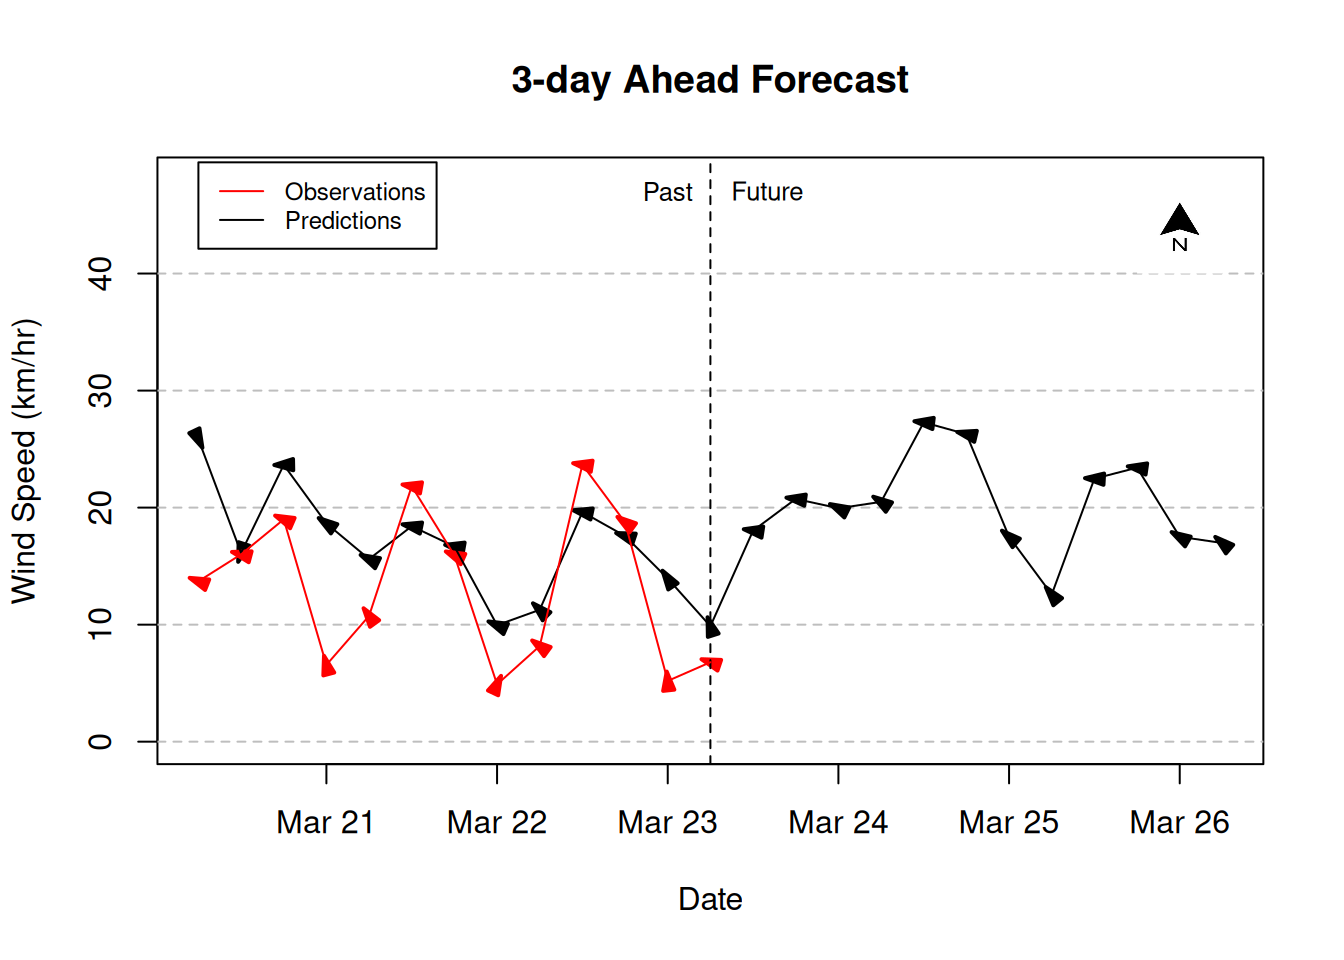 3-day Ahead Forecast
Observations
Predictions
Past
Future
N
Wind Speed (km/hr)
40
30
20
10
0
Mar 21
Mar 22
Mar 23
Mar 24
Mar 25
Mar 26
Date